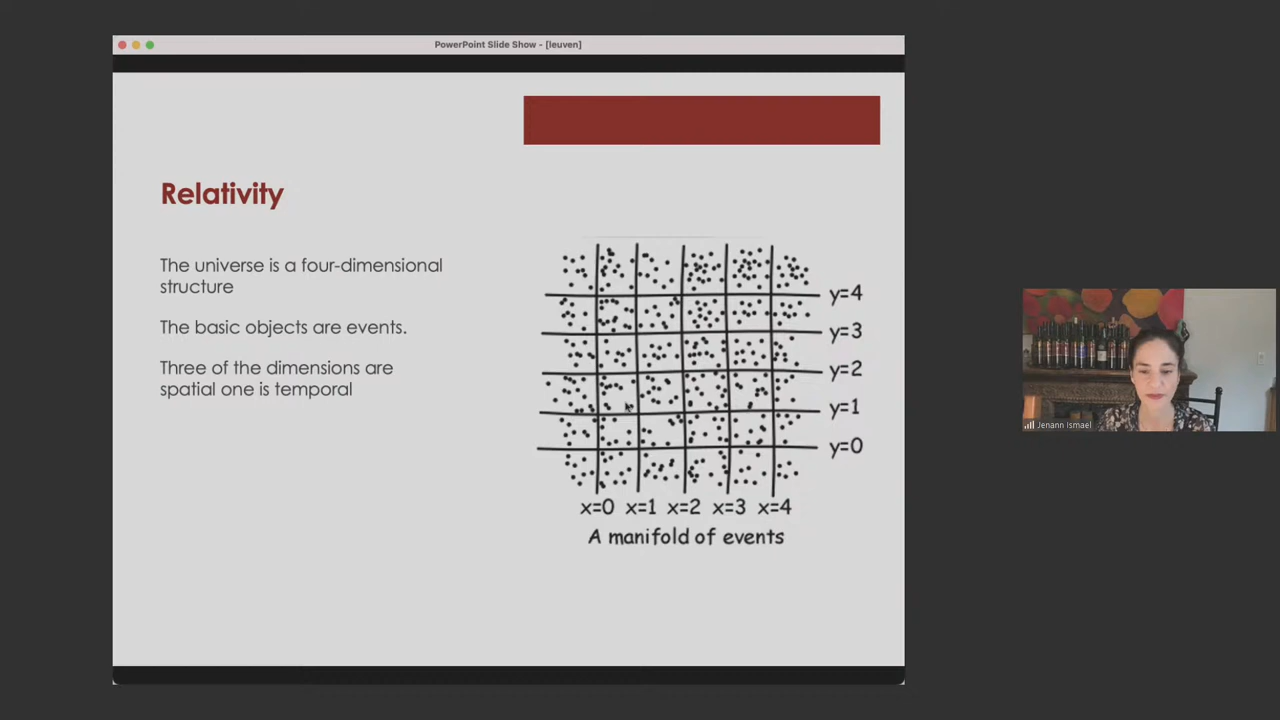 PowerPoint Slide Show - [leuven]
Relativity
The universe is a four-dimensional
structure
The basic objects are events.
Three of the dimensions are
spatial one is temporal
y=4
y=3
y=2
y=1
y=0
x=0 x=1 x=2 x=3 x=4
A manifold of events
Jenann Ismael